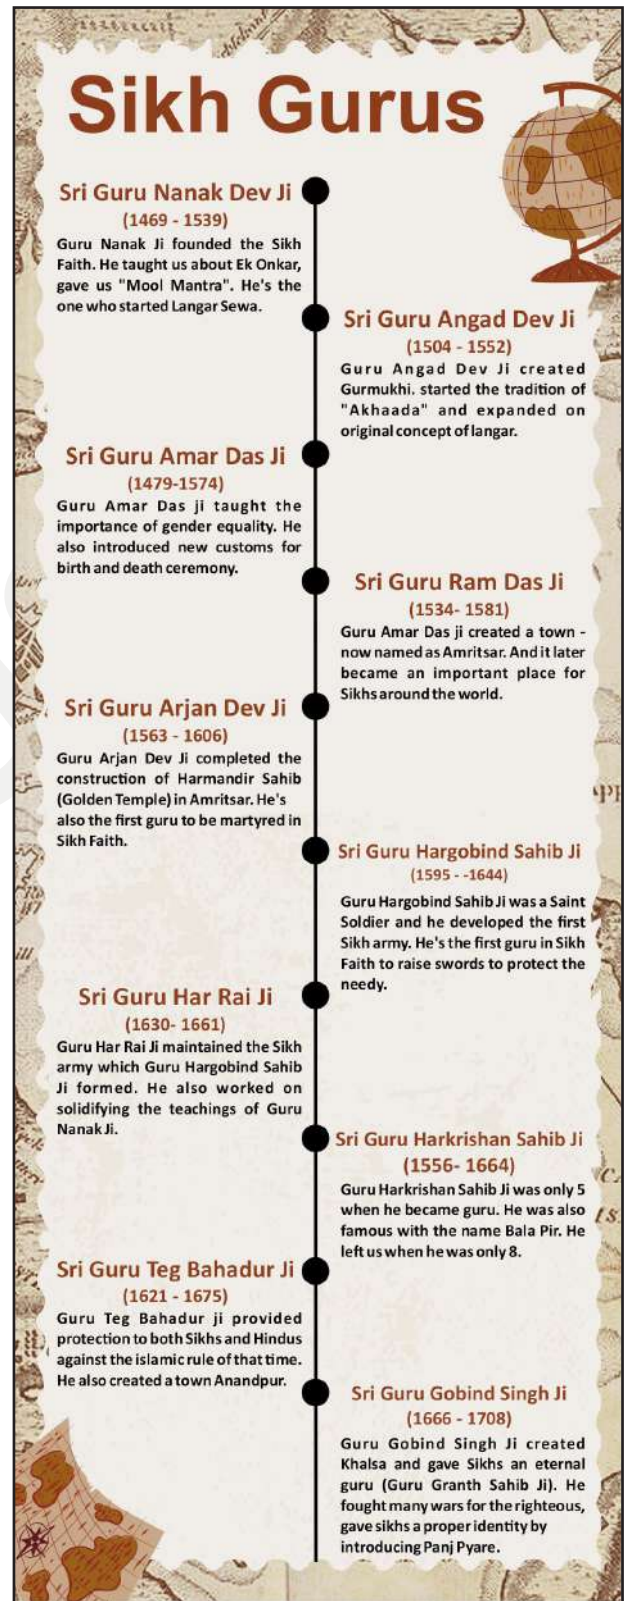 Sikh Gurus
Sri Guru Nanak Dev Ji
(1469 - 1539)
Guru Nanak Ji founded the Sikh
Faith. He taught us about Ek Onkar,
gave us "Mool Mantra". He's the
one who started Langar Sewa.
Sri Guru Angad Dev Ji
(1504 - 1552)
Guru Angad Dev Ji created
Gurmukhi. started the tradition of
"Akhaada" and expanded on
original concept of langar.
Sri Guru Amar Das Ji
(1479-1574)
Guru Amar Das ji taught the
importance of gender equality. He
also introduced new customs for
birth and death ceremony.
Sri Guru Ram Das Ji
(1534- 1581)
Guru Amar Das ji created a town -
now named as Amritsar. And it later
became an important place for
Sikhs around the world.
Sri Guru Arjan Dev Ji
(1563 - 1606)
Guru Arjan Dev Ji completed the
construction of Harmandir Sahib
(Golden Temple) in Amritsar. He's
also the first guru to be martyred in
Sikh Faith.
Sri Guru Hargobind Sahib Ji
(1595 - -1644)
Guru Hargobind Sahib Ji was a Saint
Soldier and he developed the first
Sikh army. He's the first guru in Sikh
Faith to raise swords to protect the
needy.
Sri Guru Har Rai Ji
(1630- 1661)
Guru Har Rai Ji maintained the Sikh
army which Guru Hargobind Sahib
Ji formed. He also worked on
solidifying the teachings of Guru
Nanak Ji.
Sri Guru Harkrishan Sahib Ji
(1556- 1664)
Guru Harkrishan Sahib Ji was only 5
when he became guru. He was also
famous with the name Bala Pir. He
left us when he was only 8.
Sri Guru Teg Bahadur Ji
(1621 - 1675)
Guru Teg Bahadur ji provided
protection to both Sikhs and Hindus
against the islamic rule of that time.
He also created a town Anandpur.
Sri Guru Gobind Singh Ji
(1666 - 1708)
Guru Gobind Singh Ji created
Khalsa and gave Sikhs an eternal
guru (Guru Granth Sahib Ji). He
fought many wars for the righteous,
gave sikhs a proper identity by
introducing Panj Pyare.